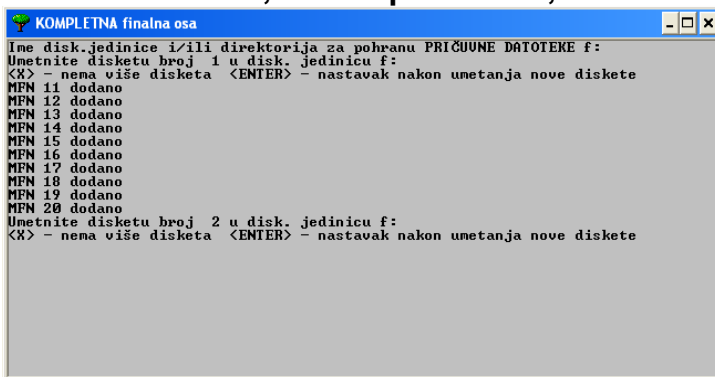 KOMPLETNA finalna osa
Ime disk.jedinice i/ili direktorija za pohranu PRIČUVNE DATOTEKE f:
Umetnite disketu broj  1 u disk. jedinicu f:
<X> – nema više disketa  <ENTER> – nastavak nakon umetanja nove diskete
MFN 11 dodano
MFN 12 dodano
MFN 13 dodano
MFN 14 dodano
MFN 15 dodano
MFN 16 dodano
MFN 17 dodano
MFN 18 dodano
MFN 19 dodano
MFN 20 dodano
Umetnite disketu broj  2 u disk. jedinicu f:
<X> – nema više disketa  <ENTER> – nastavak nakon umetanja nove diskete